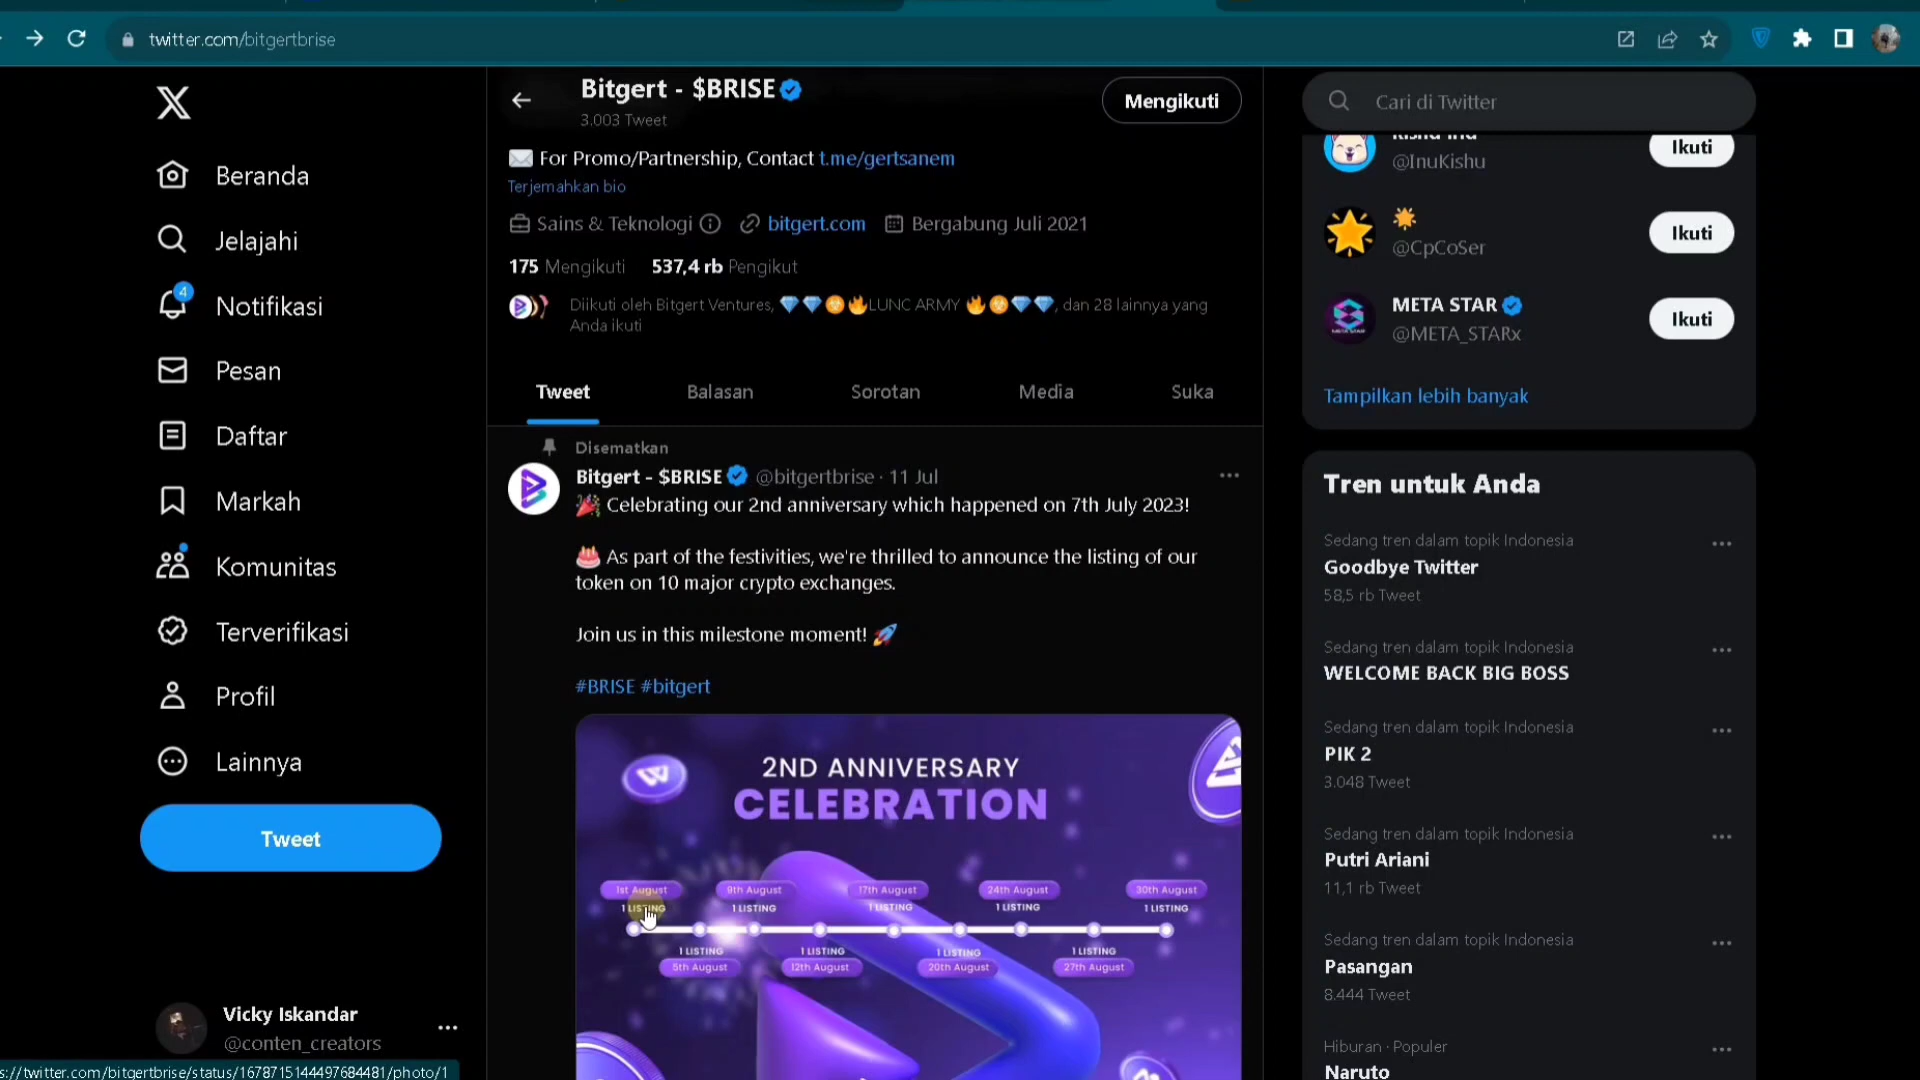 twitter.com/bitgertbrise
Beranda
Jelajahi
4
Notifikasi
Pesan
Daftar
Markah
Komunitas
Terverifikasi
Profil
Lainnya
Tweet
Vicky Iskandar
@conten_creators
s://twitter.com/bitgertbrise/status/1678715144497684481/photo/1
Bitgert - $BRISE
3.003 Tweet
Mengikuti
✉️ For Promo/Partnership, Contact t.me/gertsanem
Terjemahkan bio
Sains & Teknologi bitgert.com Bergabung Juli 2021
175 Mengikuti 537,4 rb Pengikut
Diikuti oleh Bitgert Ventures, 💎💎😳🔥LUNC ARMY 🔥😳💎💎, dan 28 lainnya yang
Anda ikuti
Tweet Balasan Sorotan Media Suka
Disematkan
Bitgert - $BRISE @bitgertbrise · 11 Jul
🎉 Celebrating our 2nd anniversary which happened on 7th July 2023!
🎂 As part of the festivities, we're thrilled to announce the listing of our
token on 10 major crypto exchanges.
Join us in this milestone moment! 🚀
#BRISE #bitgert
2ND ANNIVERSARY
CELEBRATION
1st August 9th August 17th August 24th August 30th August
1 LISTING 1 LISTING 1 LISTING 1 LISTING 1 LISTING
1 LISTING 1 LISTING 1 LISTING 1 LISTING
5th August 12th August 20th August 27th August
Cari di Twitter
@InuKishu
Ikuti
🌟
@CpCoSer
Ikuti
META STAR
@META_STARx
Ikuti
Tampilkan lebih banyak
Tren untuk Anda
Sedang tren dalam topik Indonesia
Goodbye Twitter
58,5 rb Tweet
Sedang tren dalam topik Indonesia
WELCOME BACK BIG BOSS
Sedang tren dalam topik Indonesia
PIK 2
3.048 Tweet
Sedang tren dalam topik Indonesia
Putri Ariani
11,1 rb Tweet
Sedang tren dalam topik Indonesia
Pasangan
8.444 Tweet
Hiburan · Populer
Naruto